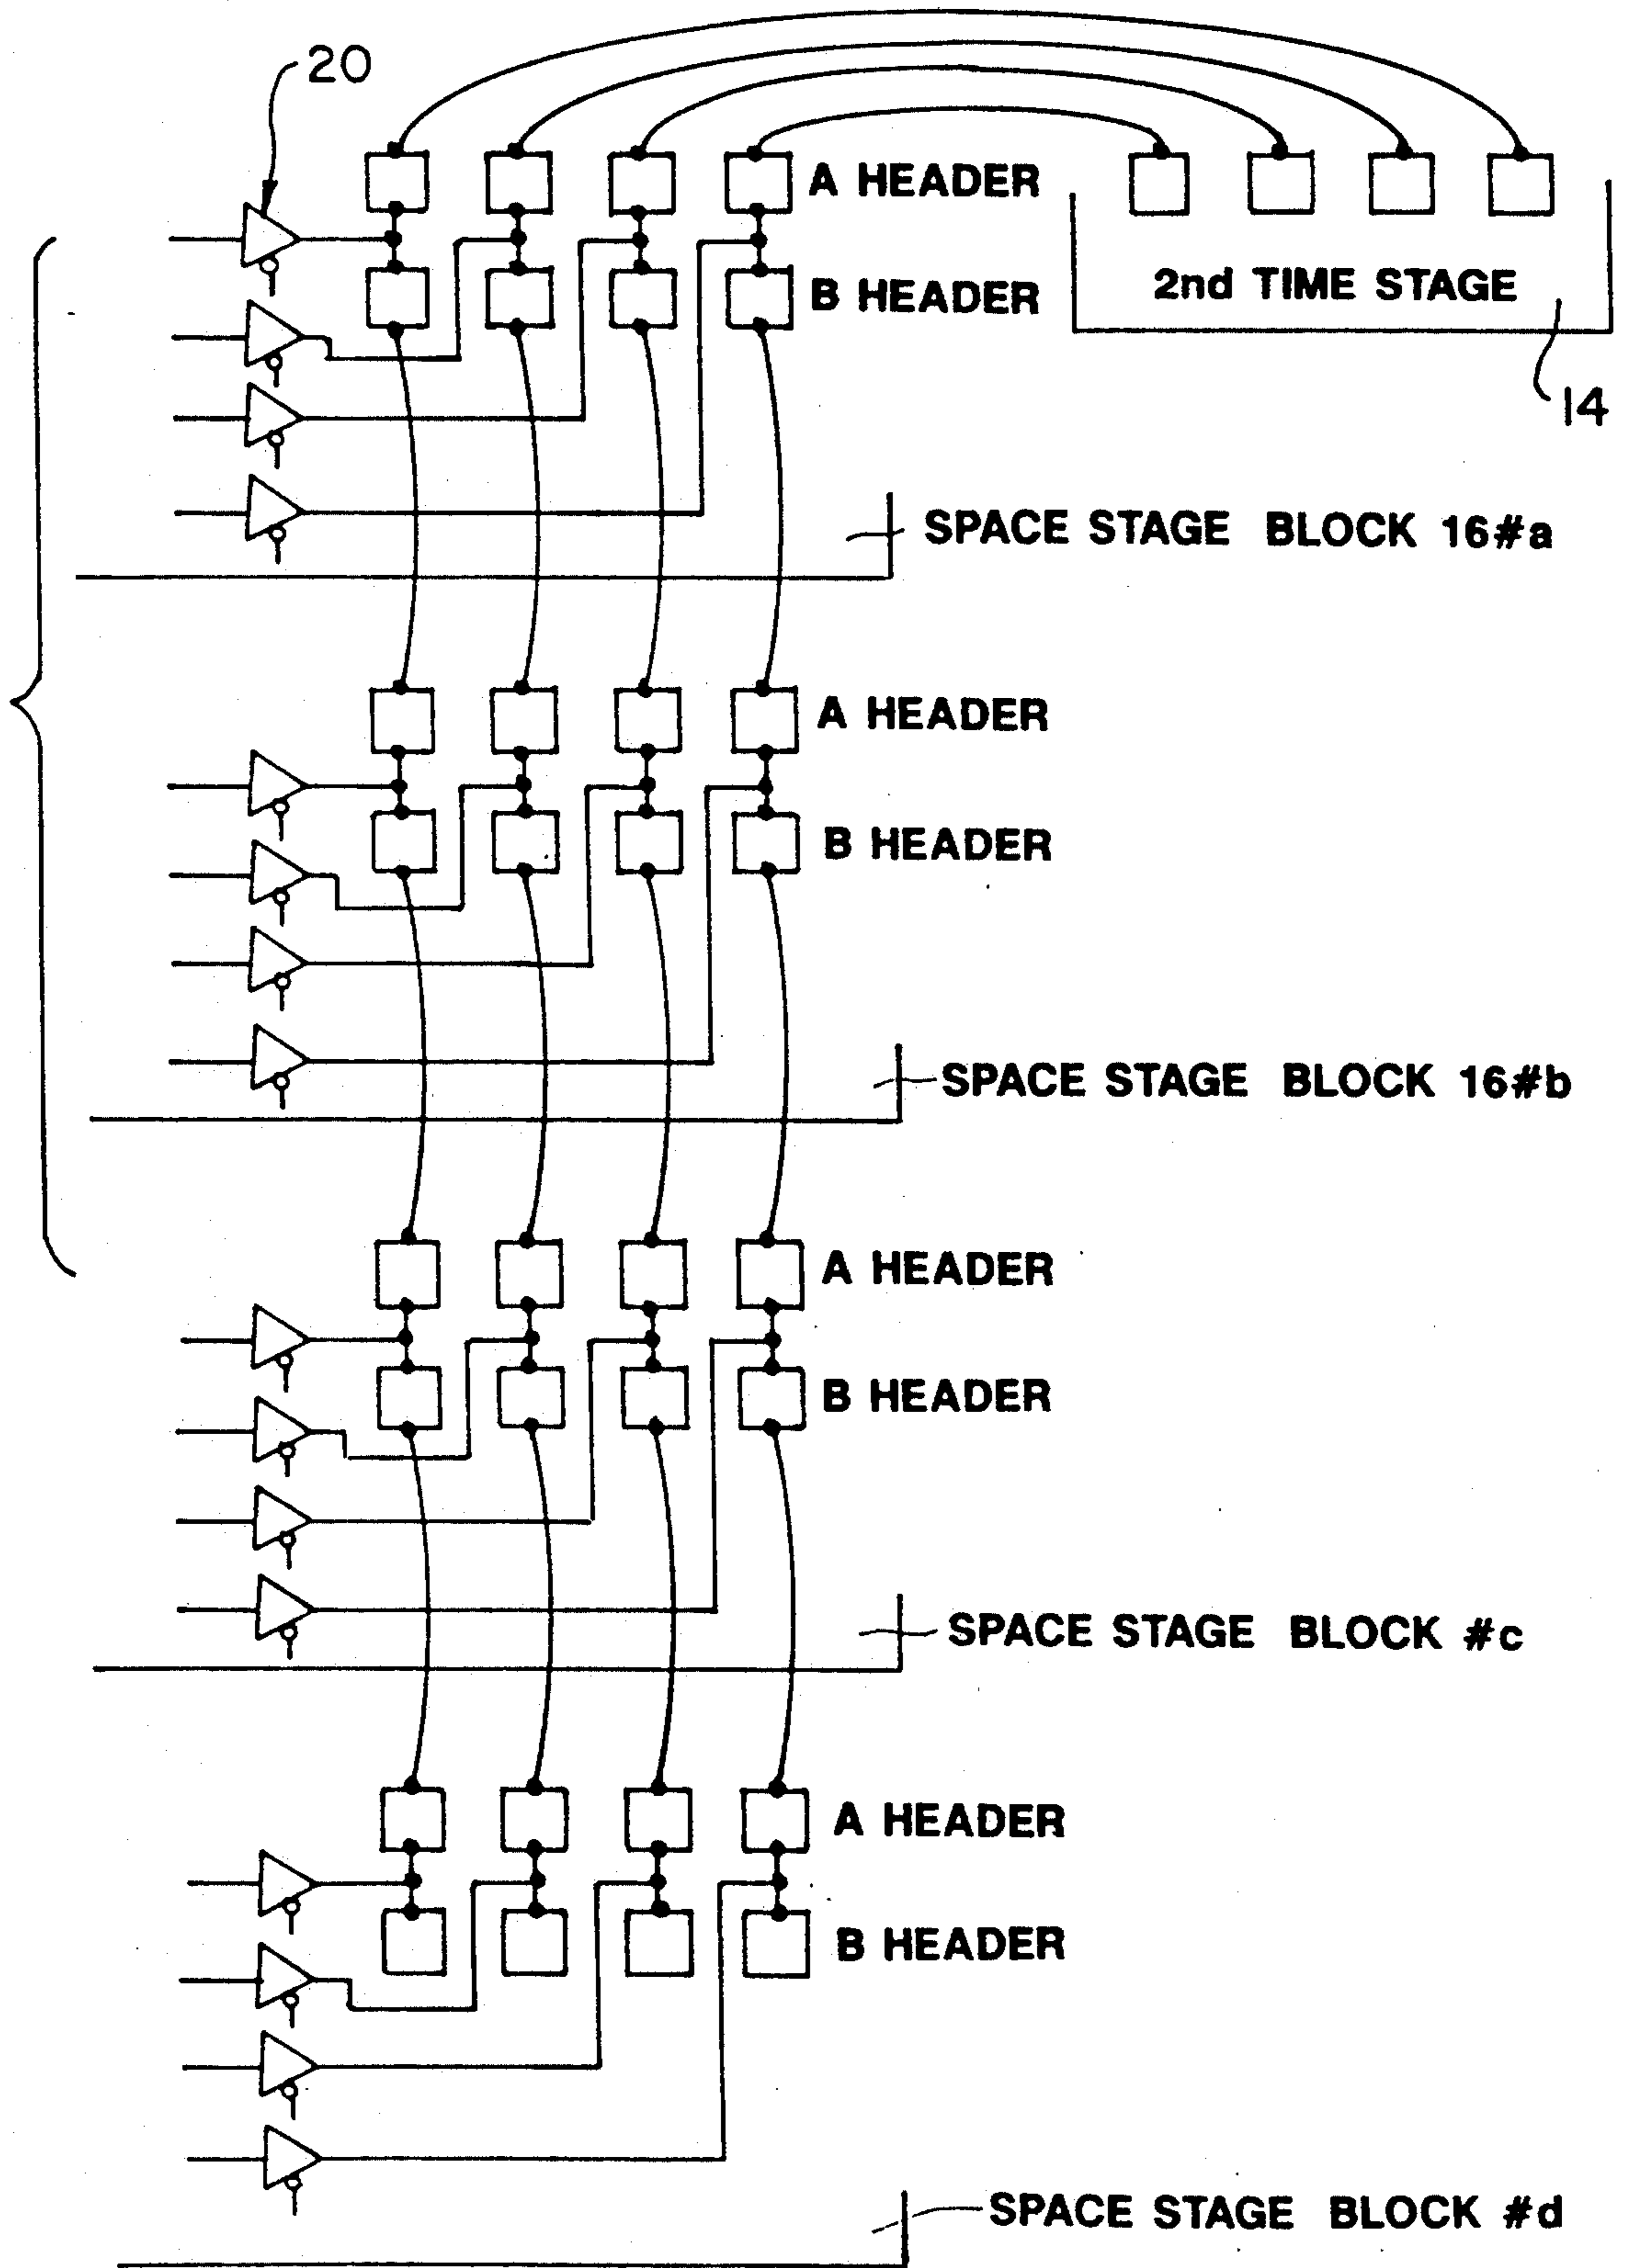 20
A HEADER
B HEADER
2nd TIME STAGE
14
SPACE STAGE BLOCK 16#a
A HEADER
B HEADER
SPACE STAGE BLOCK 16#b
A HEADER
B HEADER
SPACE STAGE BLOCK #c
A HEADER
B HEADER
SPACE STAGE BLOCK #d